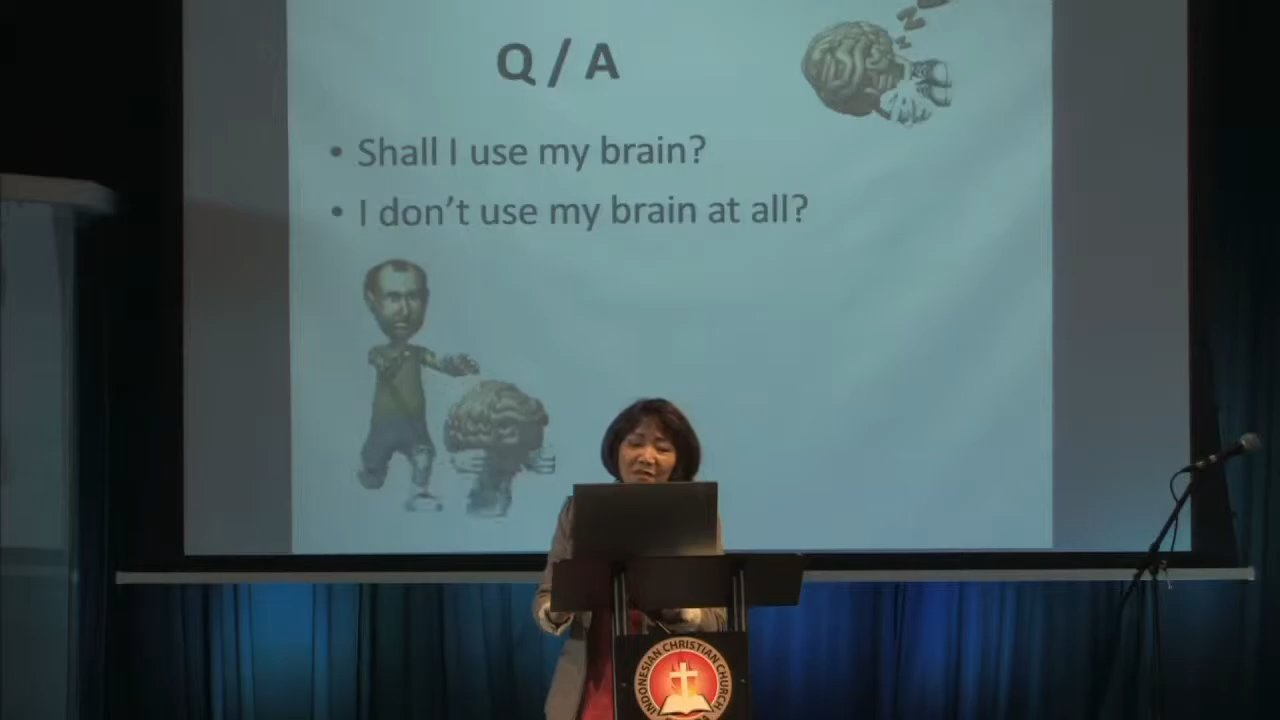 Q / A
• Shall I use my brain?
• I don't use my brain at all?
INDONESIAN CHRISTIAN CHURCH